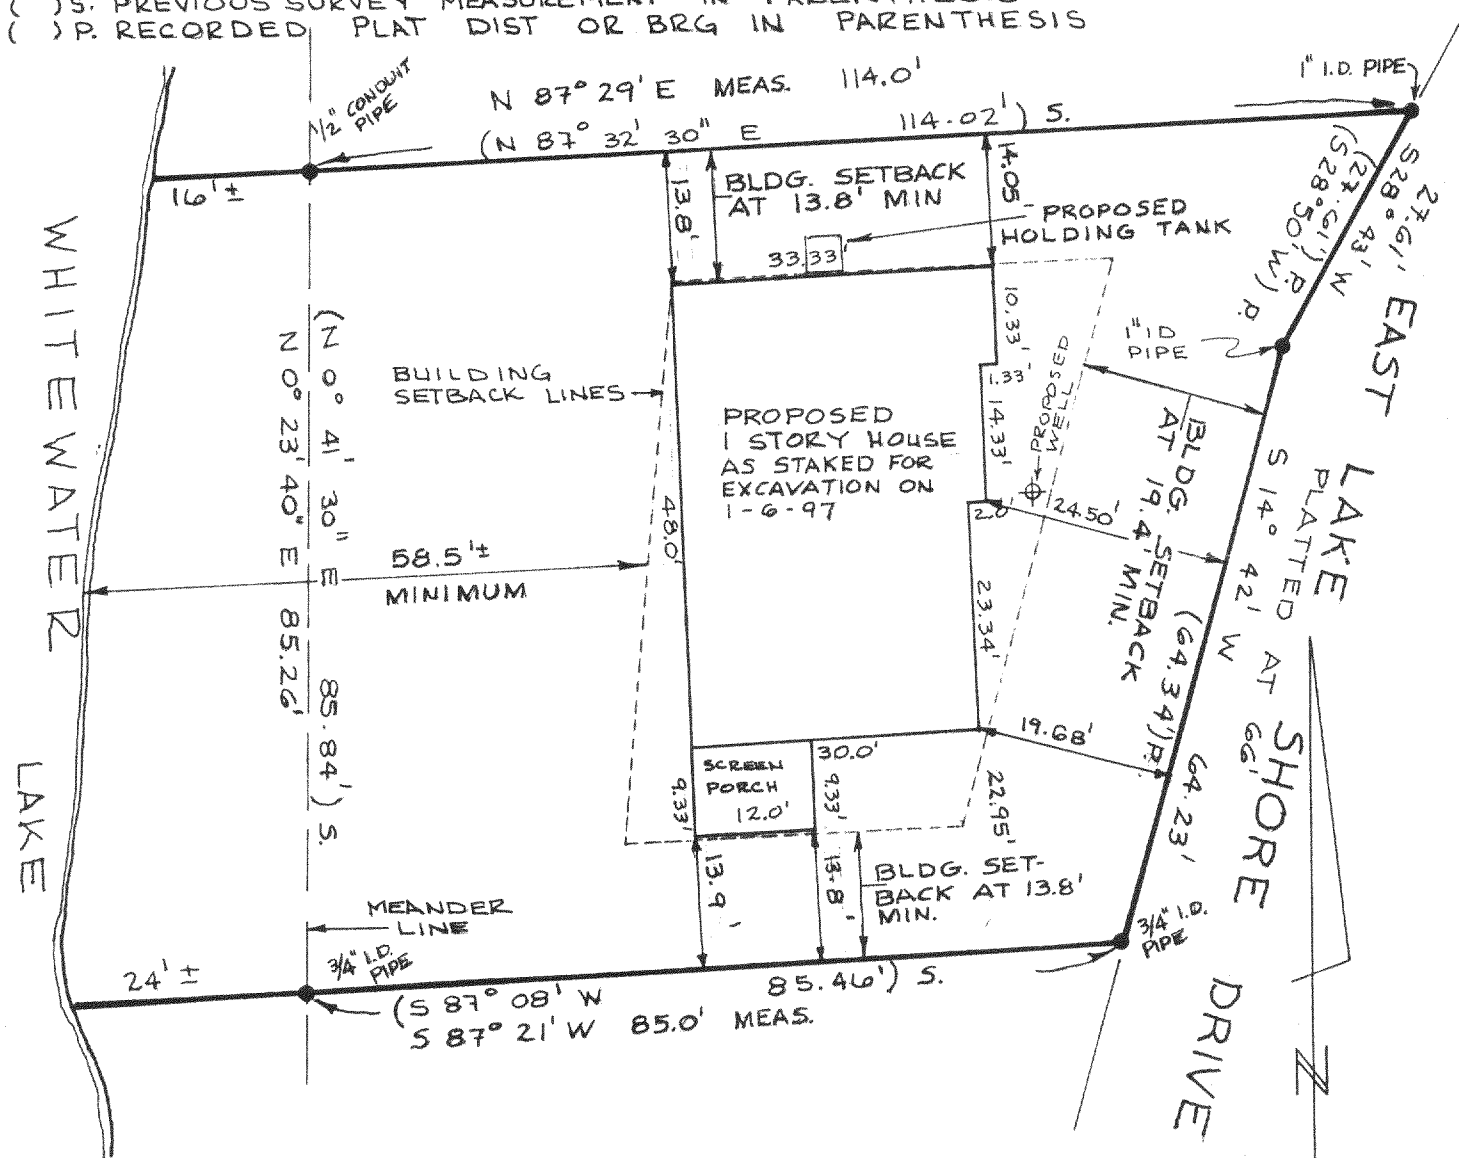 ( ) S. PREVIOUS SURVEY MEASUREMENT IN PARENTHESIS
( ) P. RECORDED PLAT DIST OR BRG IN PARENTHESIS
1/2" CONDUIT
PIPE
N 87° 29' E MEAS. 114.0'
(N 87° 32' 30" E 114.02') S.
1" I.D. PIPE
16' ±
13.8'
BLDG. SETBACK
AT 13.8' MIN
14.05'
PROPOSED
HOLDING TANK
33.33'
27.61'
S 28° 43' W
(27.61') P.
(S 28° 50' W) P.
WHITEWATER
LAKE
(N 0° 41' 30" E 85.84') S.
N 0° 23' 40" E 85.26'
BUILDING
SETBACK LINES
10.33'
1.33'
14.33'
PROPOSED
WELL
1" ID
PIPE
EAST LAKE SHORE DRIVE
PLATTED AT 66'
PROPOSED
1 STORY HOUSE
AS STAKED FOR
EXCAVATION ON
1-6-97
48.0'
2.0'
24.50'
BLDG. SETBACK
AT 19.4' MIN.
S 14° 42' W 64.23'
(64.34') P.
58.5' ±
MINIMUM
23.34'
19.68'
SCREEN
PORCH
12.0'
30.0'
9.33'
9.33'
22.95'
13.9'
13.8'
BLDG. SET-
BACK AT 13.8'
MIN.
MEANDER
LINE
3/4" I.D.
PIPE
3/4" I.D.
PIPE
24' ±
(S 87° 08' W 85.46') S.
S 87° 21' W 85.0' MEAS.
N